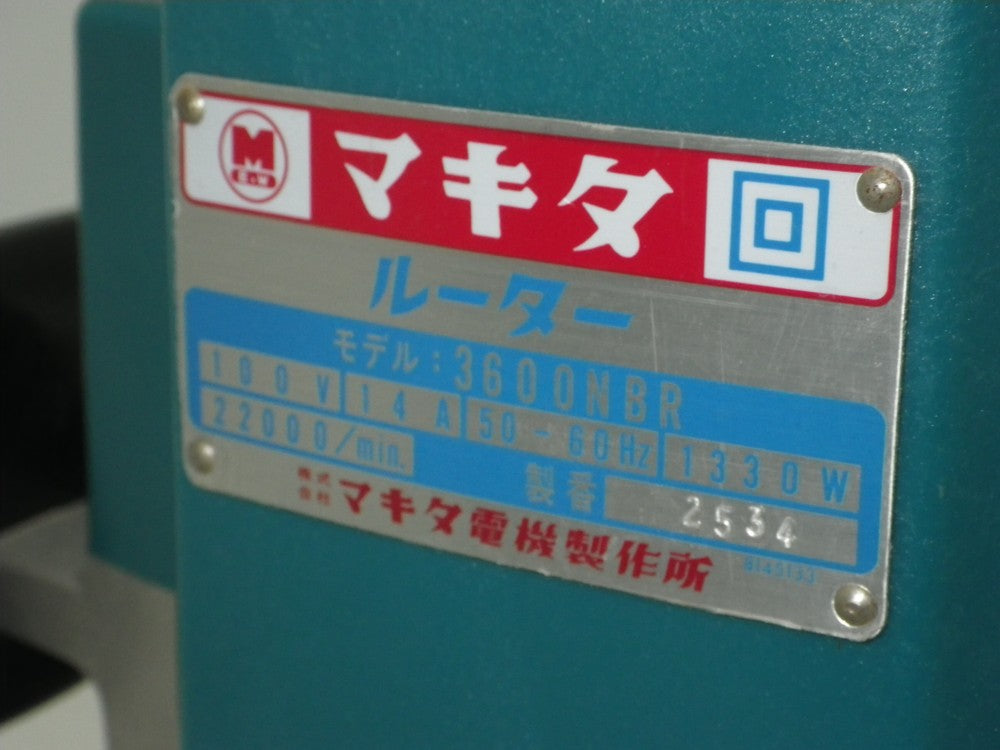 M
E・W
マキタ
ルーター
モデル：3600NBR
100V 14A 50-60Hz 1330W
22000/min. 製番 2534
株式会社 マキタ電機製作所